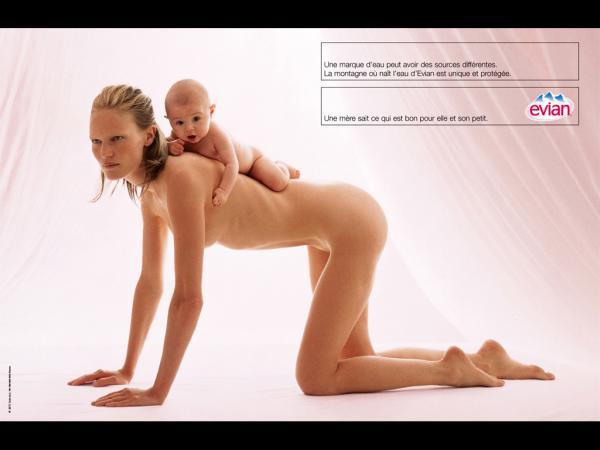 Une marque d'eau peut avoir des sources différentes.
La montagne où naît l'eau d'Evian est unique et protégée.
evian
Une mère sait ce qui est bon pour elle et son petit.